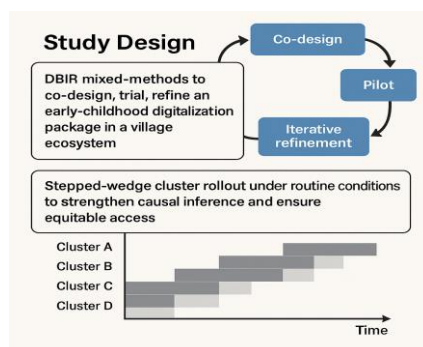 Study Design
DBIR mixed-methods to
co-design, trial, refine an
early-childhood digitalization
package in a village
ecosystem
Co-design
Pilot
Iterative
refinement
Stepped-wedge cluster rollout under routine conditions
to strengthen causal inference and ensure
equitable access
Cluster A
Cluster B
Cluster C
Cluster D
Time